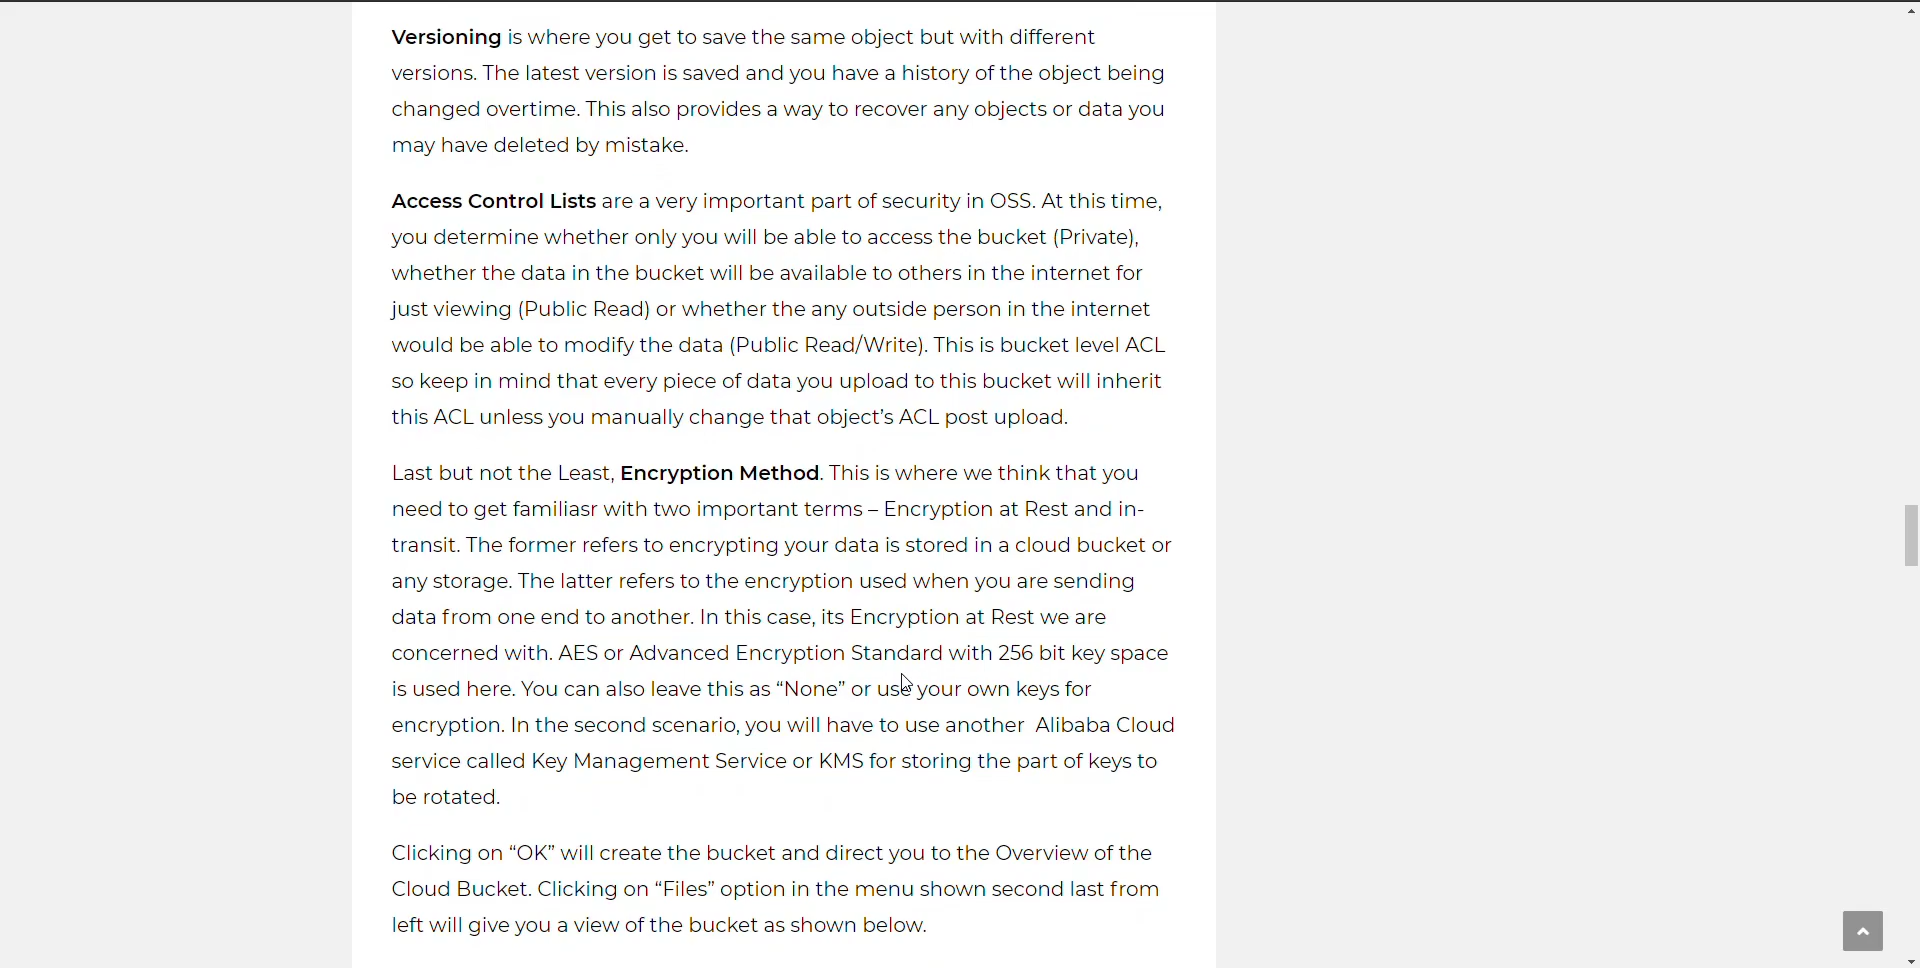 Versioning is where you get to save the same object but with different
versions. The latest version is saved and you have a history of the object being
changed overtime. This also provides a way to recover any objects or data you
may have deleted by mistake.
Access Control Lists are a very important part of security in OSS. At this time,
you determine whether only you will be able to access the bucket (Private),
whether the data in the bucket will be available to others in the internet for
just viewing (Public Read) or whether the any outside person in the internet
would be able to modify the data (Public Read/Write). This is bucket level ACL
so keep in mind that every piece of data you upload to this bucket will inherit
this ACL unless you manually change that object’s ACL post upload.
Last but not the Least, Encryption Method. This is where we think that you
need to get familiasr with two important terms – Encryption at Rest and in-
transit. The former refers to encrypting your data is stored in a cloud bucket or
any storage. The latter refers to the encryption used when you are sending
data from one end to another. In this case, its Encryption at Rest we are
concerned with. AES or Advanced Encryption Standard with 256 bit key space
is used here. You can also leave this as “None” or use your own keys for
encryption. In the second scenario, you will have to use another  Alibaba Cloud
service called Key Management Service or KMS for storing the part of keys to
be rotated.
Clicking on “OK” will create the bucket and direct you to the Overview of the
Cloud Bucket. Clicking on “Files” option in the menu shown second last from
left will give you a view of the bucket as shown below.